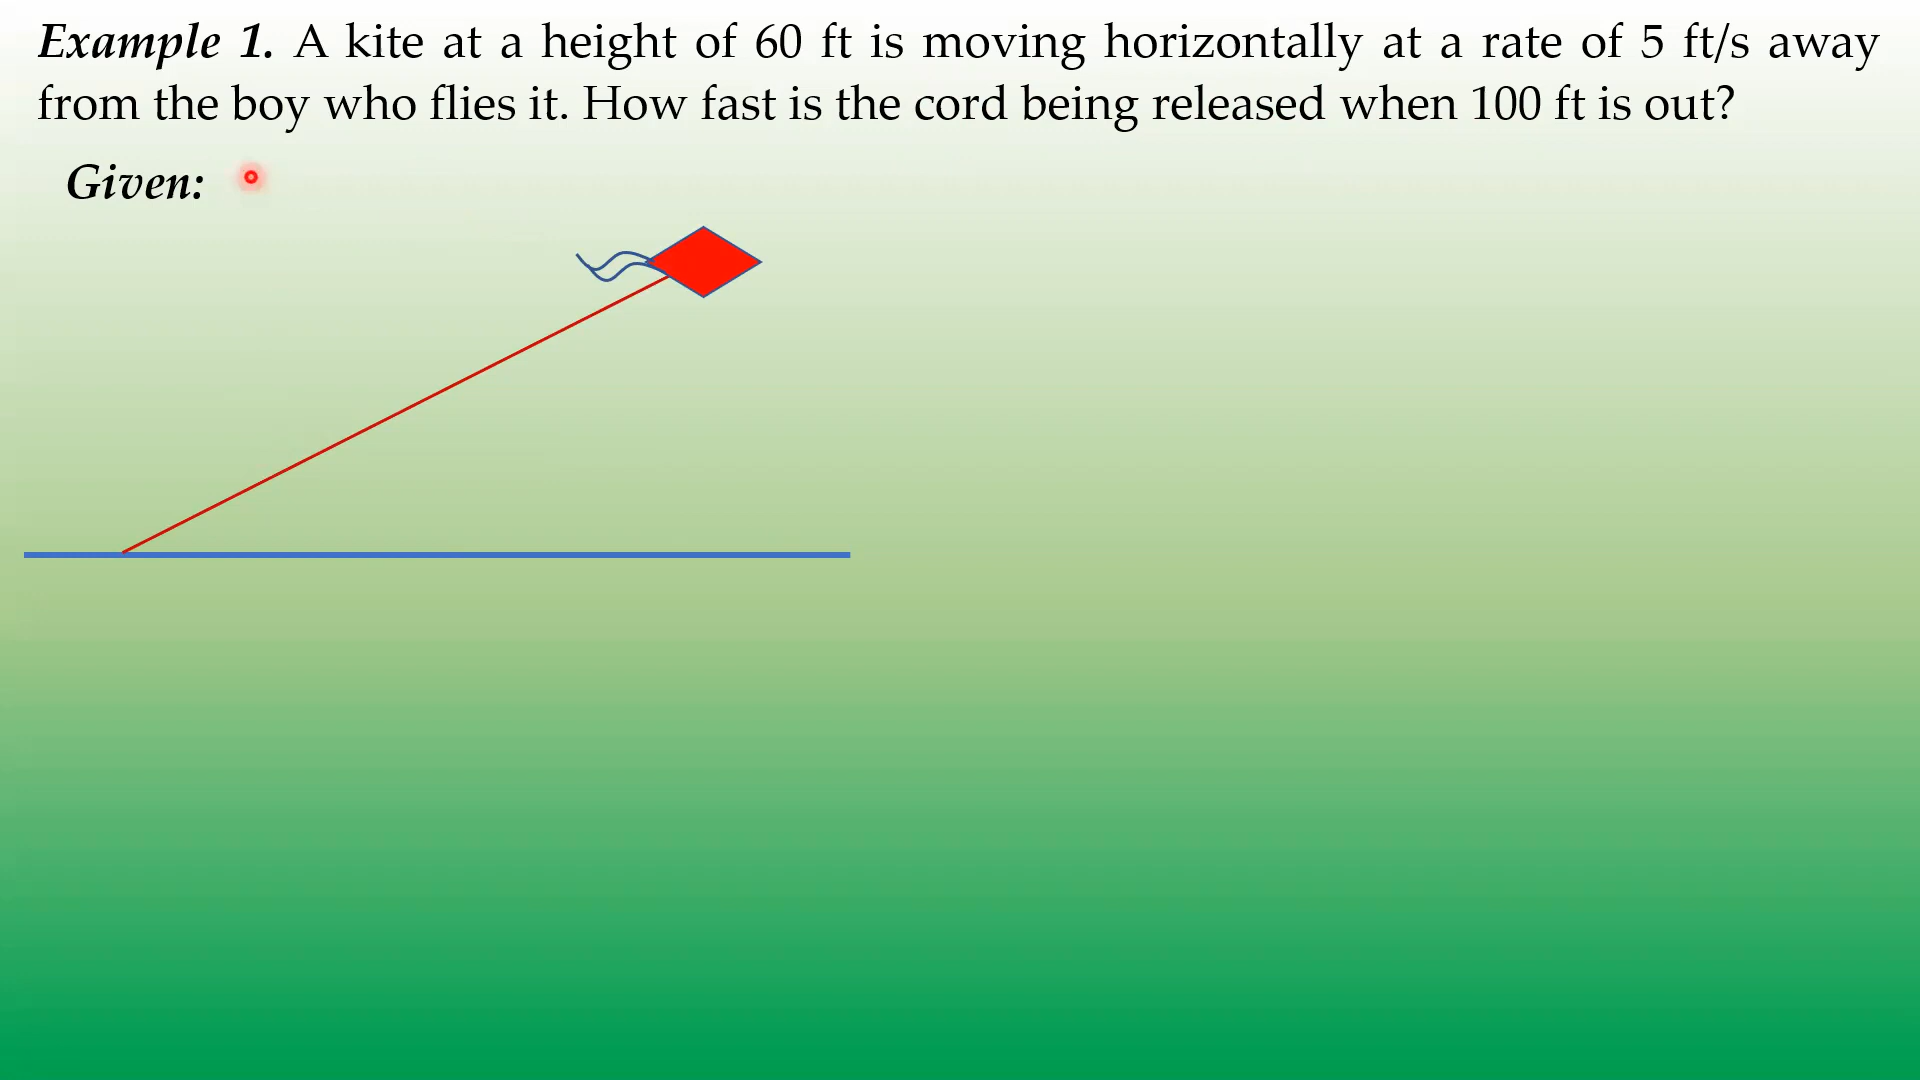 Example 1. A kite at a height of 60 ft is moving horizontally at a rate of 5 ft/s away
from the boy who flies it. How fast is the cord being released when 100 ft is out?
Given: